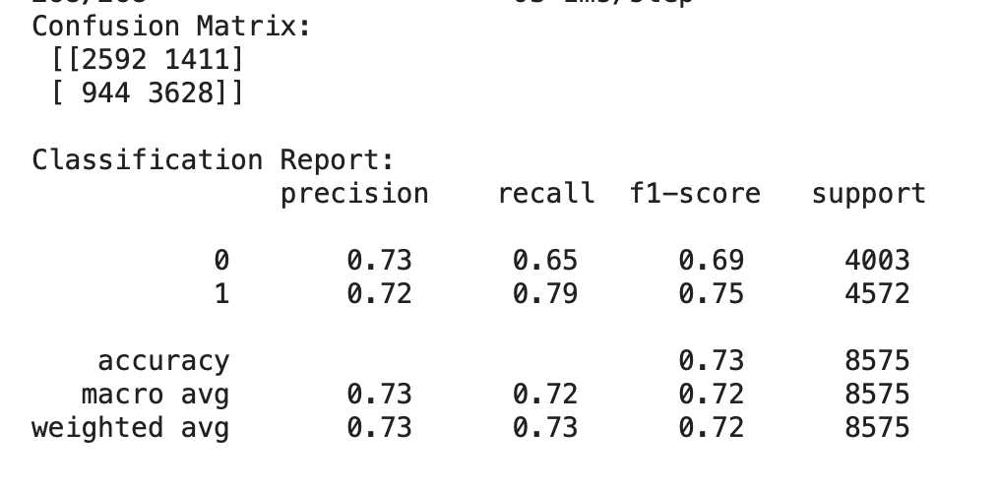 Confusion Matrix:
[[2592 1411]
[ 944 3628]]
Classification Report:
precision recall f1-score support
0 0.73 0.65 0.69 4003
1 0.72 0.79 0.75 4572
accuracy 0.73 8575
macro avg 0.73 0.72 0.72 8575
weighted avg 0.73 0.73 0.72 8575